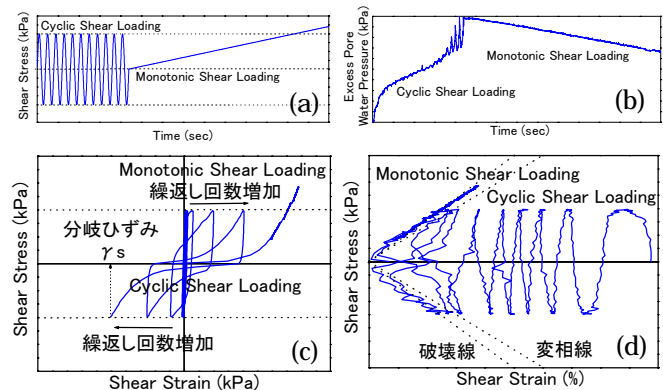 Cyclic Shear Loading
Monotonic Shear Loading
(a)
Shear Stress (kPa)
Time (sec)
Monotonic Shear Loading
Cyclic Shear Loading
(b)
Excess Pore
Water Pressure (kPa)
Time (sec)
Monotonic Shear Loading
繰返し回数増加
分岐ひずみ
γs
Cyclic Shear Loading
繰返し回数増加
(c)
Shear Stress (kPa)
Shear Strain (kPa)
Monotonic Shear Loading
Cyclic Shear Loading
破壊線
変相線
(d)
Shear Stress (kPa)
Shear Strain (%)